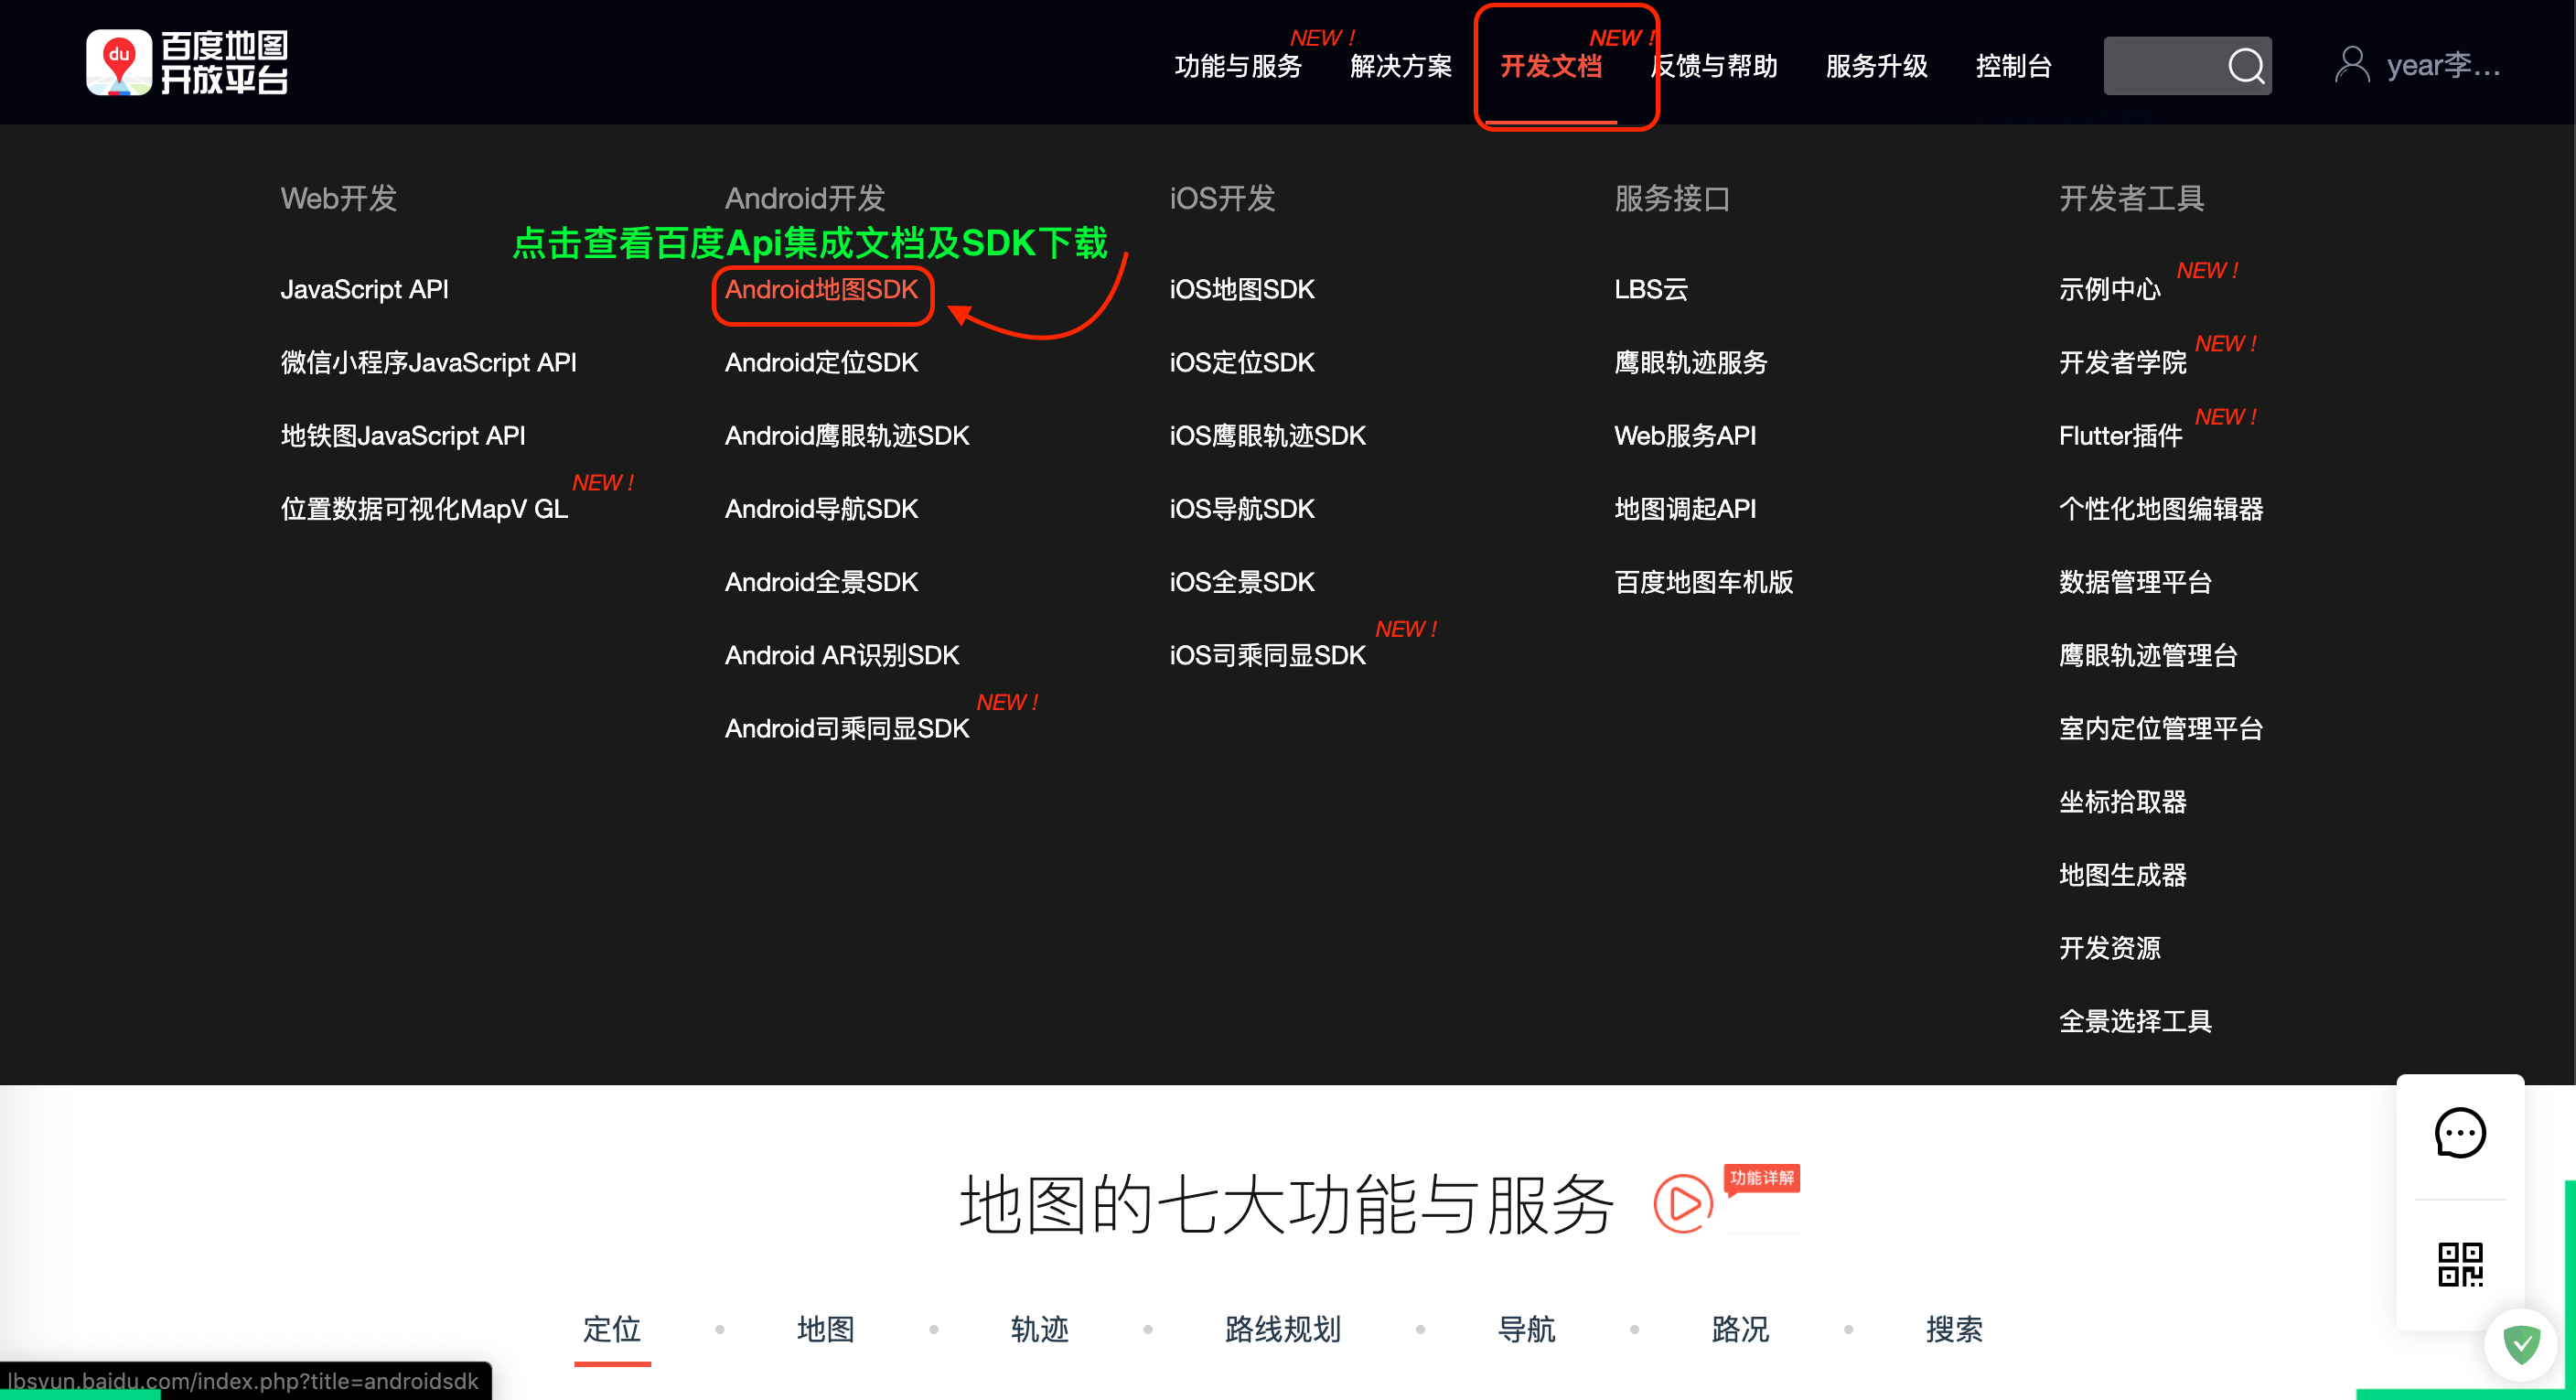 百度地图
开放平台
功能与服务 NEW！
解决方案
开发文档 NEW！
反馈与帮助
服务升级
控制台
year李...
Web开发
JavaScript API
微信小程序JavaScript API
地铁图JavaScript API
位置数据可视化MapV GL NEW！
Android开发
点击查看百度Api集成文档及SDK下载
Android地图SDK
Android定位SDK
Android鹰眼轨迹SDK
Android导航SDK
Android全景SDK
Android AR识别SDK
Android司乘同显SDK NEW！
iOS开发
iOS地图SDK
iOS定位SDK
iOS鹰眼轨迹SDK
iOS导航SDK
iOS全景SDK
iOS司乘同显SDK NEW！
服务接口
LBS云
鹰眼轨迹服务
Web服务API
地图调起API
百度地图车机版
开发者工具
示例中心 NEW！
开发者学院 NEW！
Flutter插件 NEW！
个性化地图编辑器
数据管理平台
鹰眼轨迹管理台
室内定位管理平台
坐标拾取器
地图生成器
开发资源
全景选择工具
地图的七大功能与服务
功能详解
定位
地图
轨迹
路线规划
导航
路况
搜索
lbsyun.baidu.com/index.php?title=androidsdk
du